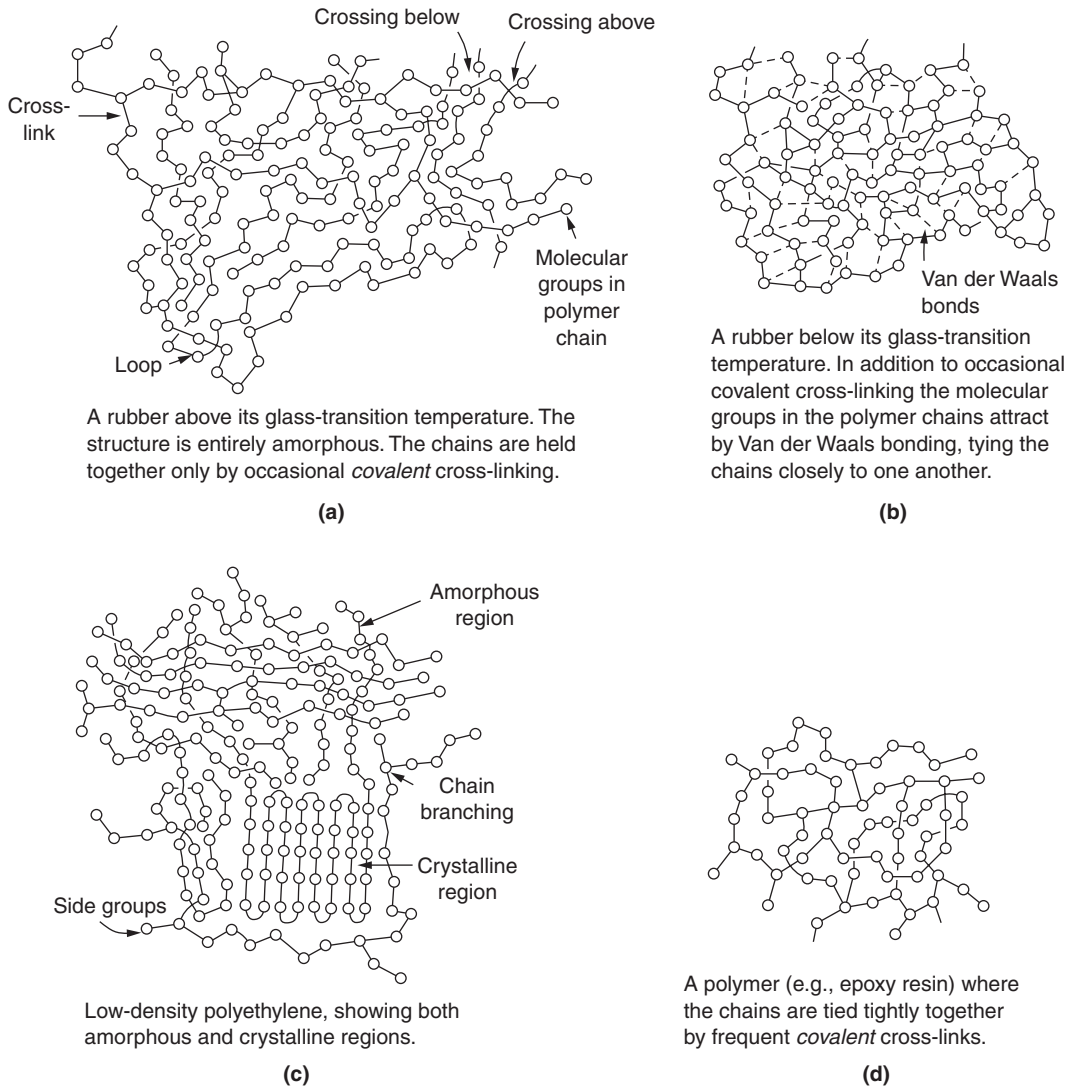 Crossing below
Crossing above
Cross-
link
Loop
Molecular
groups in
polymer
chain
A rubber above its glass-transition temperature. The
structure is entirely amorphous. The chains are held
together only by occasional covalent cross-linking.
(a)
Van der Waals
bonds
A rubber below its glass-transition
temperature. In addition to occasional
covalent cross-linking the molecular
groups in the polymer chains attract
by Van der Waals bonding, tying the
chains closely to one another.
(b)
Amorphous
region
Chain
branching
Crystalline
region
Side groups
Low-density polyethylene, showing both
amorphous and crystalline regions.
(c)
A polymer (e.g., epoxy resin) where
the chains are tied tightly together
by frequent covalent cross-links.
(d)